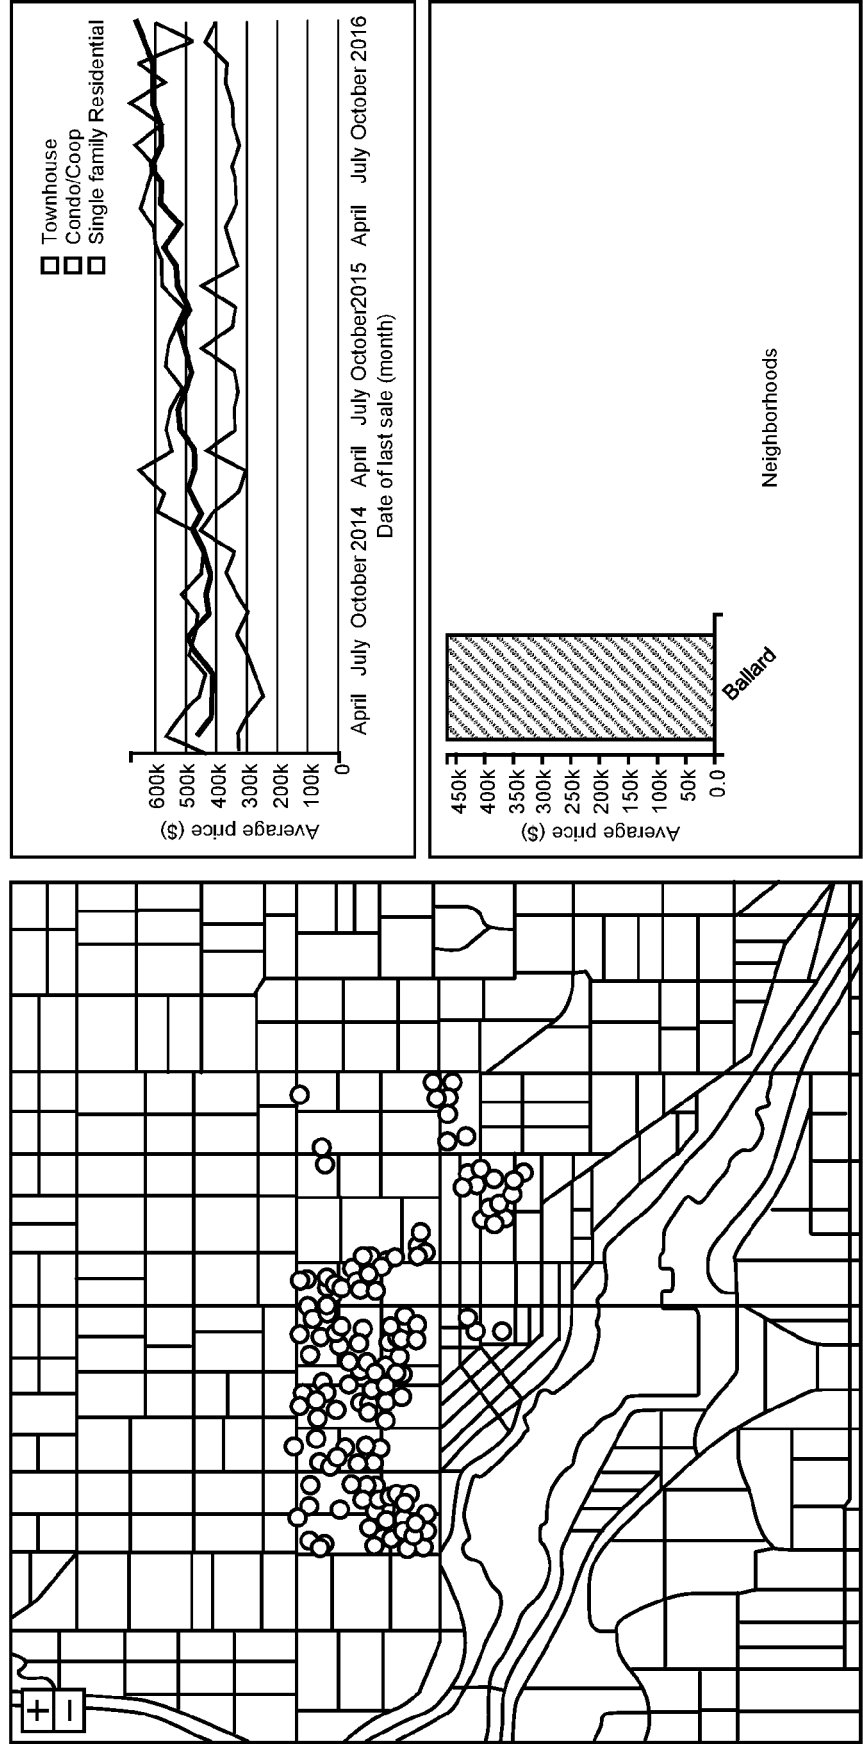 +
−
Townhouse
Condo/Coop
Single family Residential
Average price ($)
600k
500k
400k
300k
200k
100k
0
April July October 2014 April July October2015 April July October 2016
Date of last sale (month)
Average price ($)
450k
400k
350k
300k
250k
200k
150k
100k
50k
0.0
Ballard
Neighborhoods